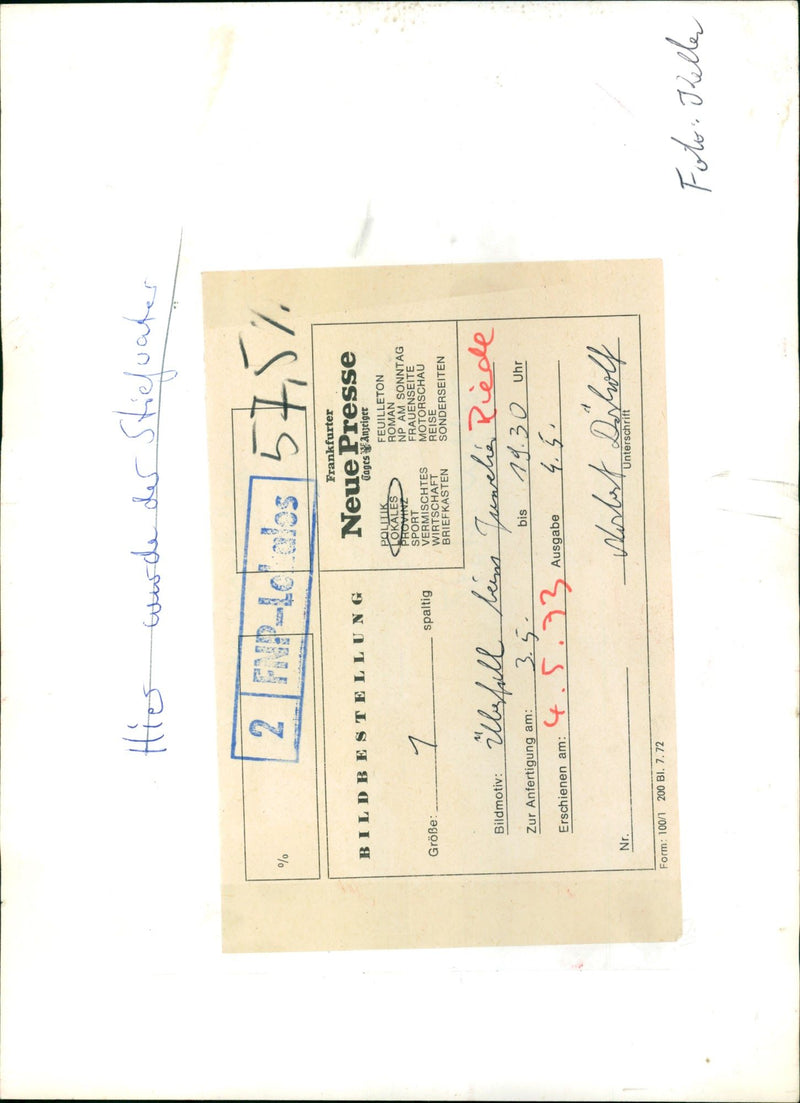 Foto: Keller
Hier wurde der Stiefvater
%
2 FNP-Lokales
57,5%
BILDBESTELLUNG
Größe: 1 spaltig
Frankfurter
Neue Presse
Tages Anzeiger
POLITIK
LOKALES
PROVINZ
SPORT
VERMISCHTES
WIRTSCHAFT
BRIEFKASTEN
FEUILLETON
ROMAN
NP AM SONNTAG
FRAUENSEITE
MOTORSCHAU
REISE
SONDERSEITEN
Bildmotiv: Überfall beim Juwelier Riede
Zur Anfertigung am: 3.5. bis 19.30 Uhr
Erschienen am: 4.5.73 Ausgabe 4.5.
Nr. Norbert
Unterschrift
Form: 100/1 200 Bl. 7.72